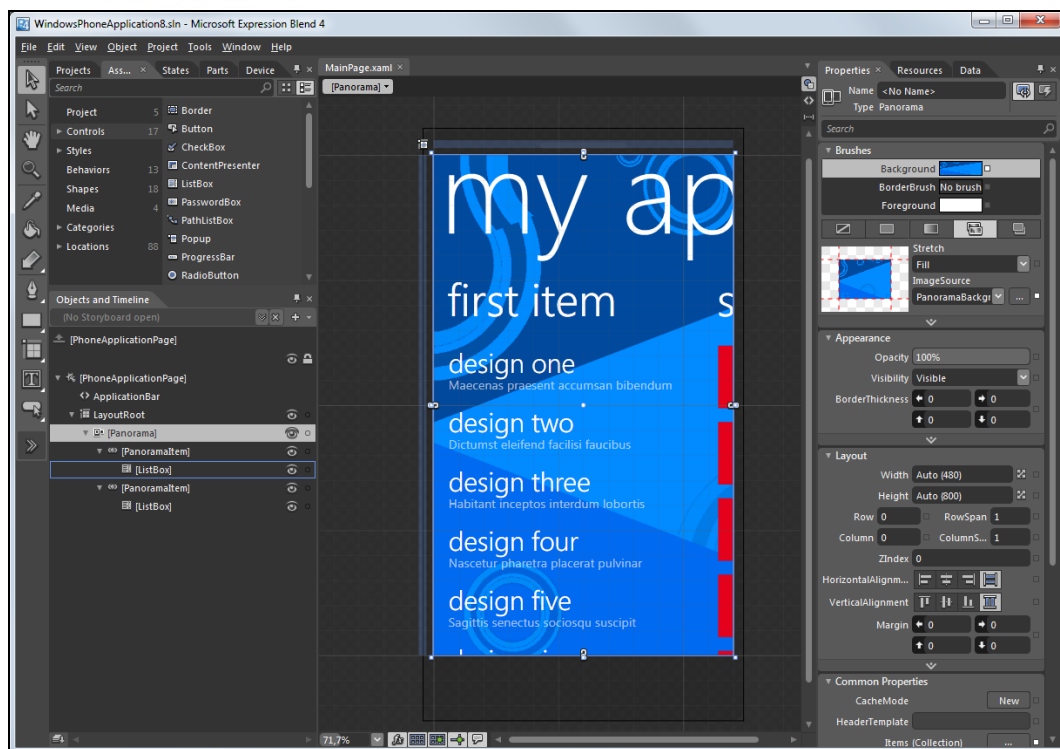 WindowsPhoneApplication8.sln - Microsoft Expression Blend 4
File Edit View Object Project Tools Window Help
Projects Ass... × States Parts Device
Search
Project 5
Controls 17
Styles
Behaviors 13
Shapes 18
Media 4
Categories
Locations 88
Border
Button
CheckBox
ContentPresenter
ListBox
PasswordBox
PathListBox
Popup
ProgressBar
RadioButton
Objects and Timeline
(No Storyboard open)
[PhoneApplicationPage]
[PhoneApplicationPage]
ApplicationBar
LayoutRoot
[Panorama]
[PanoramaItem]
[ListBox]
[PanoramaItem]
[ListBox]
MainPage.xaml ×
[Panorama]
my ap
first item s
design one
Maecenas praesent accumsan bibendum
design two
Dictumst eleifend facilisi faucibus
design three
Habitant inceptos interdum lobortis
design four
Nascetur pharetra placerat pulvinar
design five
Sagittis senectus sociosqu suscipit
71,7%
Properties × Resources Data
Name <No Name>
Type Panorama
Search
Brushes
Background
BorderBrush No brush
Foreground
Stretch
Fill
ImageSource
PanoramaBackgr ...
Appearance
Opacity 100%
Visibility Visible
BorderThickness 0 0
0 0
Layout
Width Auto (480)
Height Auto (800)
Row 0 RowSpan 1
Column 0 ColumnS... 1
ZIndex 0
HorizontalAlignm...
VerticalAlignment
Margin 0 0
0 0
Common Properties
CacheMode New
HeaderTemplate
Items (Collection) ...